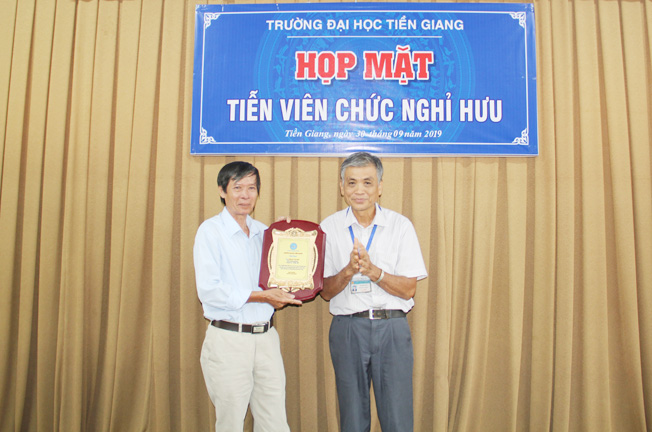 TRƯỜNG ĐẠI HỌC TIỀN GIANG
HỌP MẶT
TIỄN VIÊN CHỨC NGHỈ HƯU
Tiền Giang, ngày 30 tháng 09 năm 2019